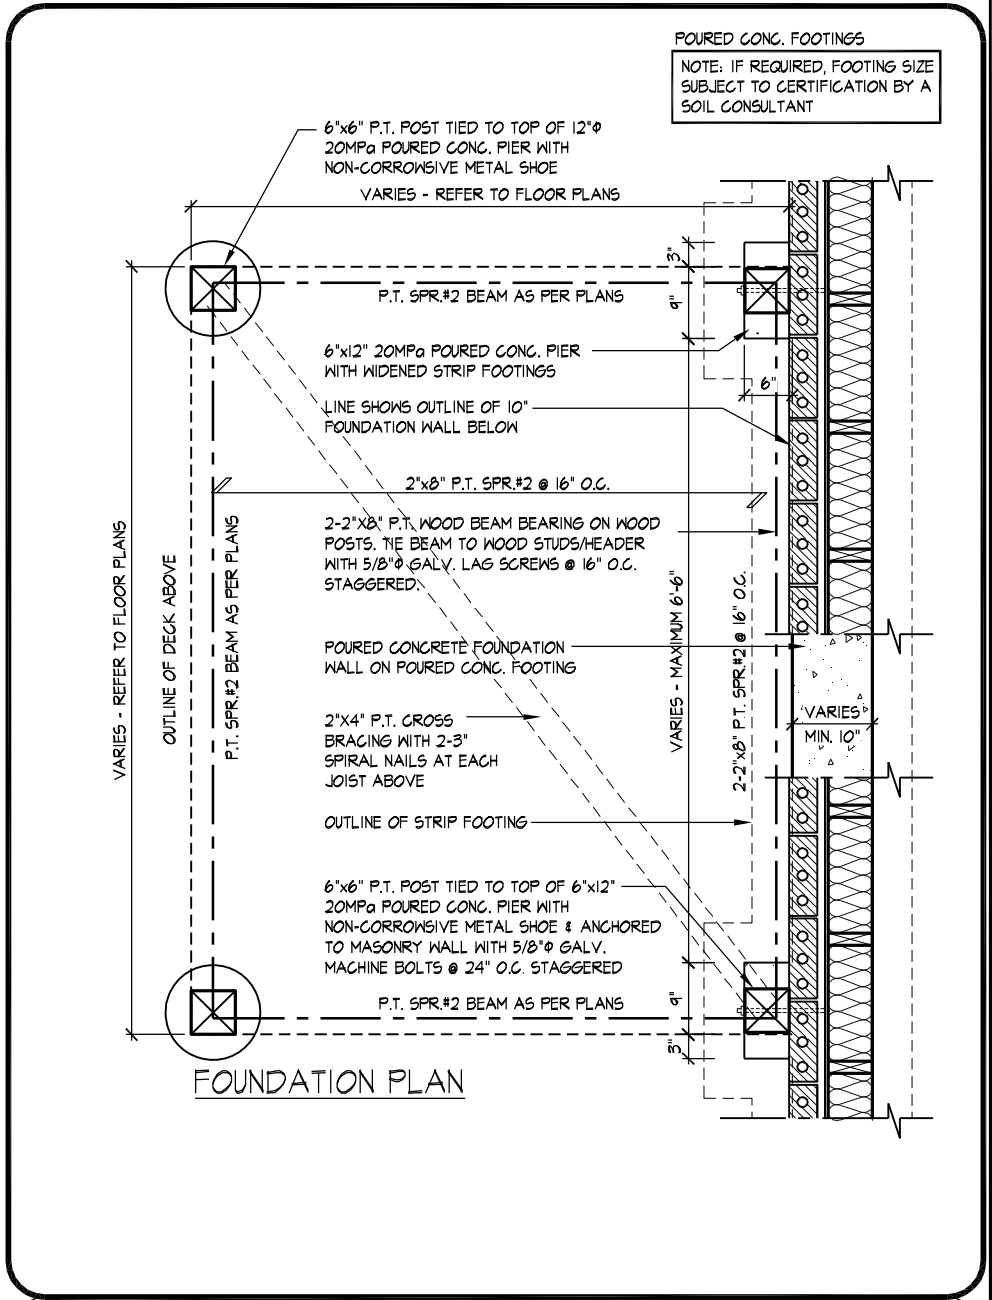 POURED CONC. FOOTINGS
NOTE: IF REQUIRED, FOOTING SIZE
SUBJECT TO CERTIFICATION BY A
SOIL CONSULTANT
6"x6" P.T. POST TIED TO TOP OF 12"Φ
20MPa POURED CONC. PIER WITH
NON-CORROWSIVE METAL SHOE
VARIES - REFER TO FLOOR PLANS
3"
9"
P.T. SPR.#2 BEAM AS PER PLANS
6"x12" 20MPa POURED CONC. PIER
WITH WIDENED STRIP FOOTINGS
6"
LINE SHOWS OUTLINE OF 10"
FOUNDATION WALL BELOW
2"x8" P.T. SPR.#2 @ 16" O.C.
2-2"X8" P.T. WOOD BEAM BEARING ON WOOD
POSTS. TIE BEAM TO WOOD STUDS/HEADER
WITH 5/8"Φ GALV. LAG SCREWS @ 16" O.C.
STAGGERED.
VARIES - REFER TO FLOOR PLANS
OUTLINE OF DECK ABOVE
P.T. SPR.#2 BEAM AS PER PLANS
VARIES - MAXIMUM 6'-6"
2-2"x8" P.T. SPR.#2 @ 16" O.C.
POURED CONCRETE FOUNDATION
WALL ON POURED CONC. FOOTING
VARIES
MIN. 10"
2"X4" P.T. CROSS
BRACING WITH 2-3"
SPIRAL NAILS AT EACH
JOIST ABOVE
OUTLINE OF STRIP FOOTING
6"x6" P.T. POST TIED TO TOP OF 6"x12"
20MPa POURED CONC. PIER WITH
NON-CORROWSIVE METAL SHOE & ANCHORED
TO MASONRY WALL WITH 5/8"Φ GALV.
MACHINE BOLTS @ 24" O.C. STAGGERED
P.T. SPR.#2 BEAM AS PER PLANS
9"
3"
FOUNDATION PLAN